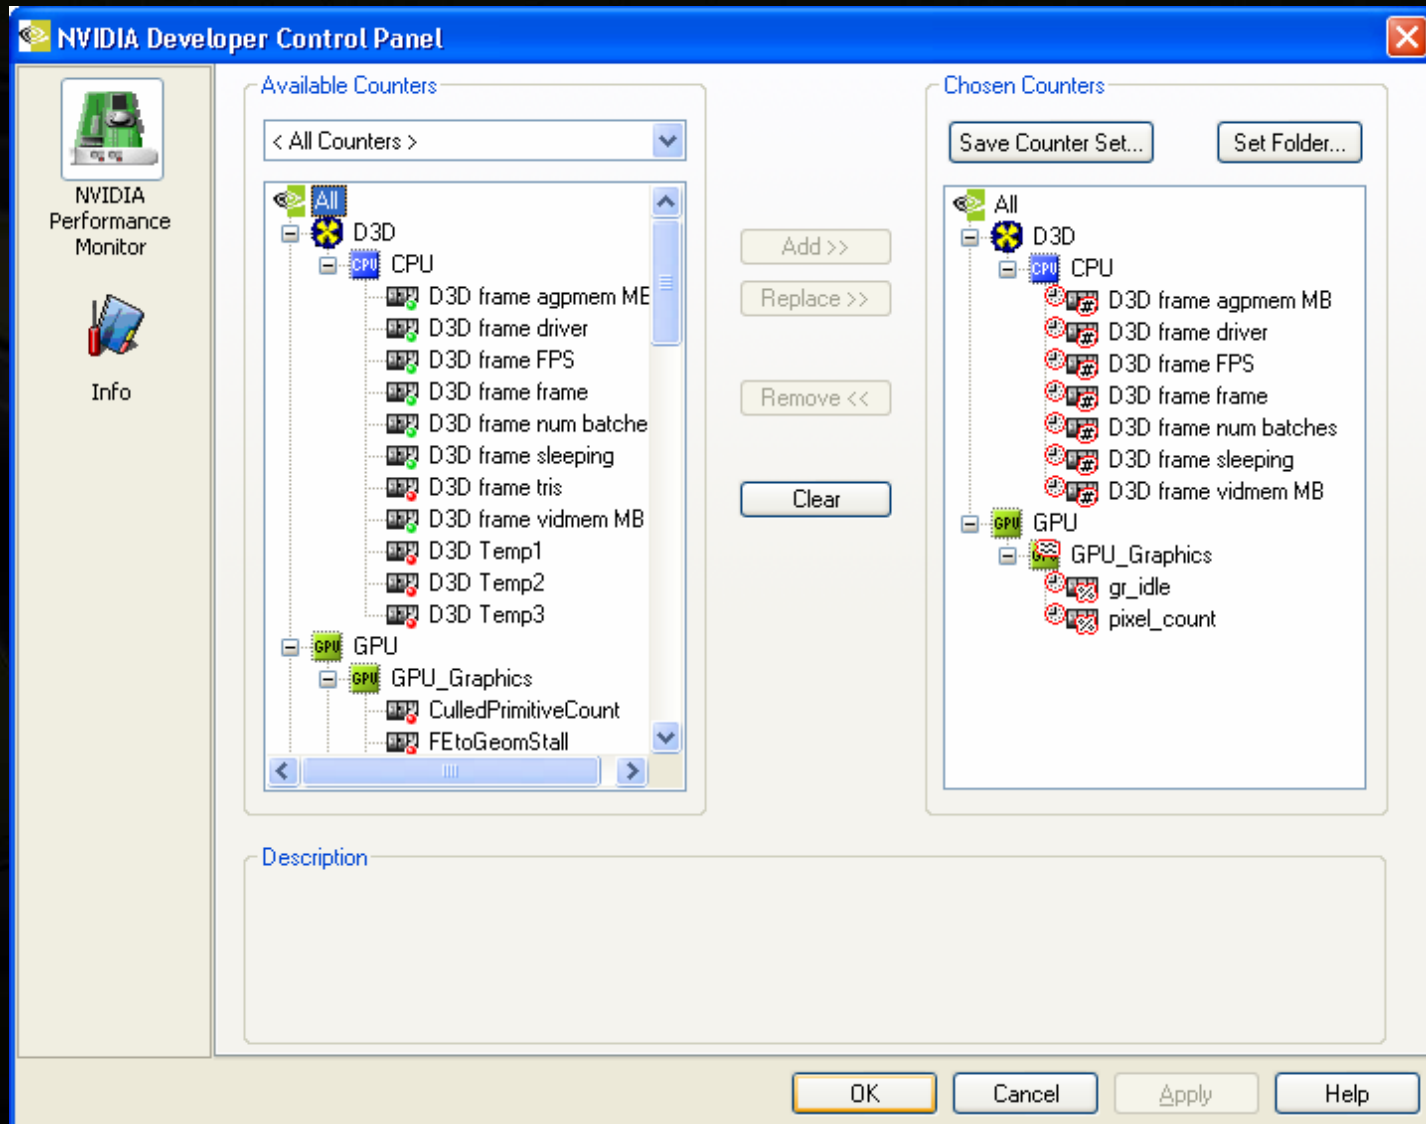 NVIDIA Developer Control Panel
NVIDIA
Performance
Monitor
Info
Available Counters
< All Counters >
All
D3D
CPU
D3D frame agpmem MB
D3D frame driver
D3D frame FPS
D3D frame frame
D3D frame num batche
D3D frame sleeping
D3D frame tris
D3D frame vidmem MB
D3D Temp1
D3D Temp2
D3D Temp3
GPU
GPU_Graphics
CulledPrimitiveCount
FEtoGeomStall
Add >>
Replace >>
Remove <<
Clear
Chosen Counters
Save Counter Set...
Set Folder...
All
D3D
CPU
D3D frame agpmem MB
D3D frame driver
D3D frame FPS
D3D frame frame
D3D frame num batches
D3D frame sleeping
D3D frame vidmem MB
GPU
GPU_Graphics
gr_idle
pixel_count
Description
OK
Cancel
Apply
Help